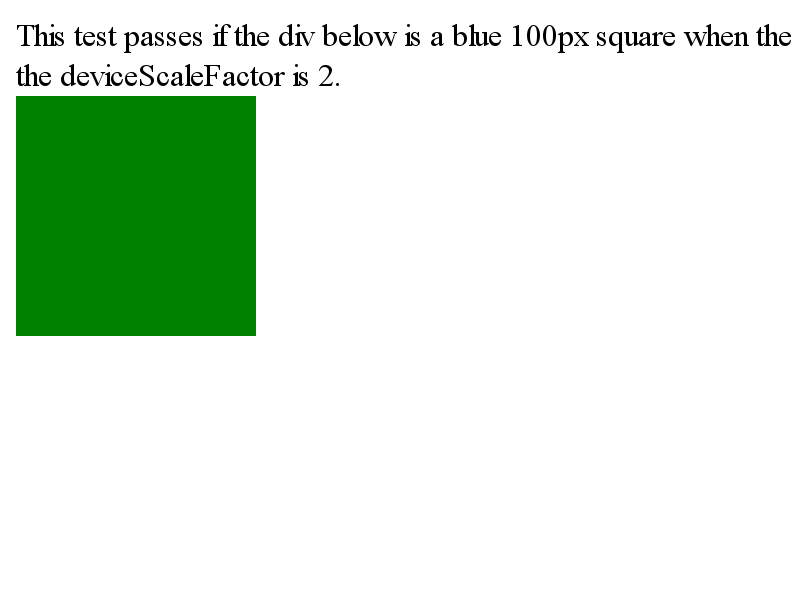 This test passes if the div below is a blue 100px square when the
the deviceScaleFactor is 2.